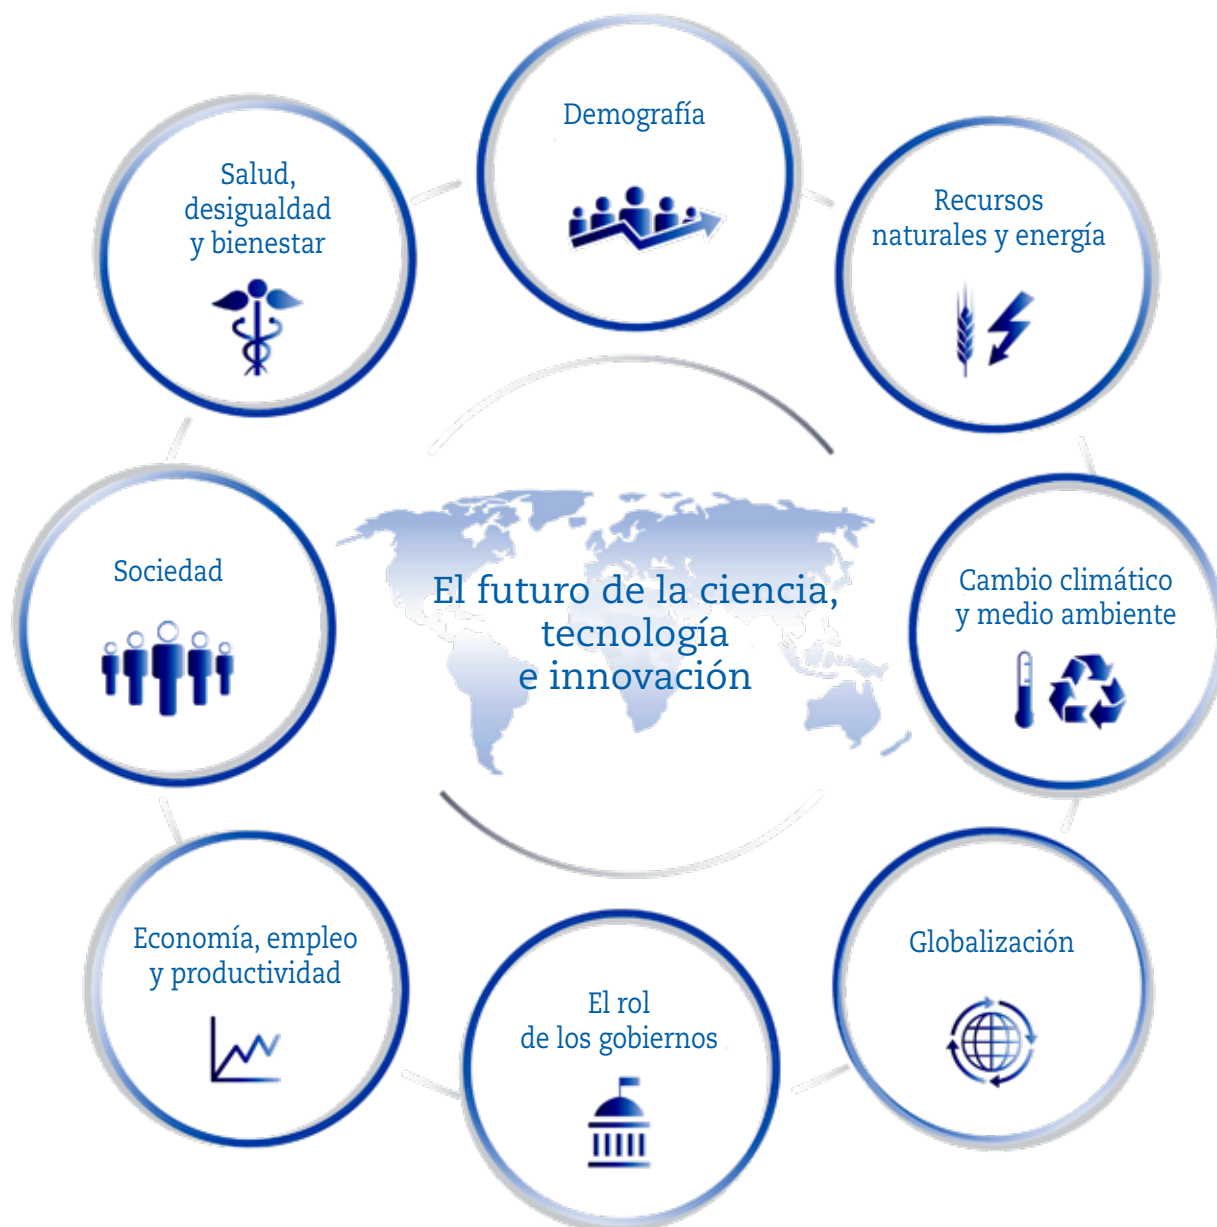 Demografía
Salud,
desigualdad
y bienestar
Recursos
naturales y energía
Sociedad
El futuro de la ciencia,
tecnología
e innovación
Cambio climático
y medio ambiente
Economía, empleo
y productividad
El rol
de los gobiernos
Globalización